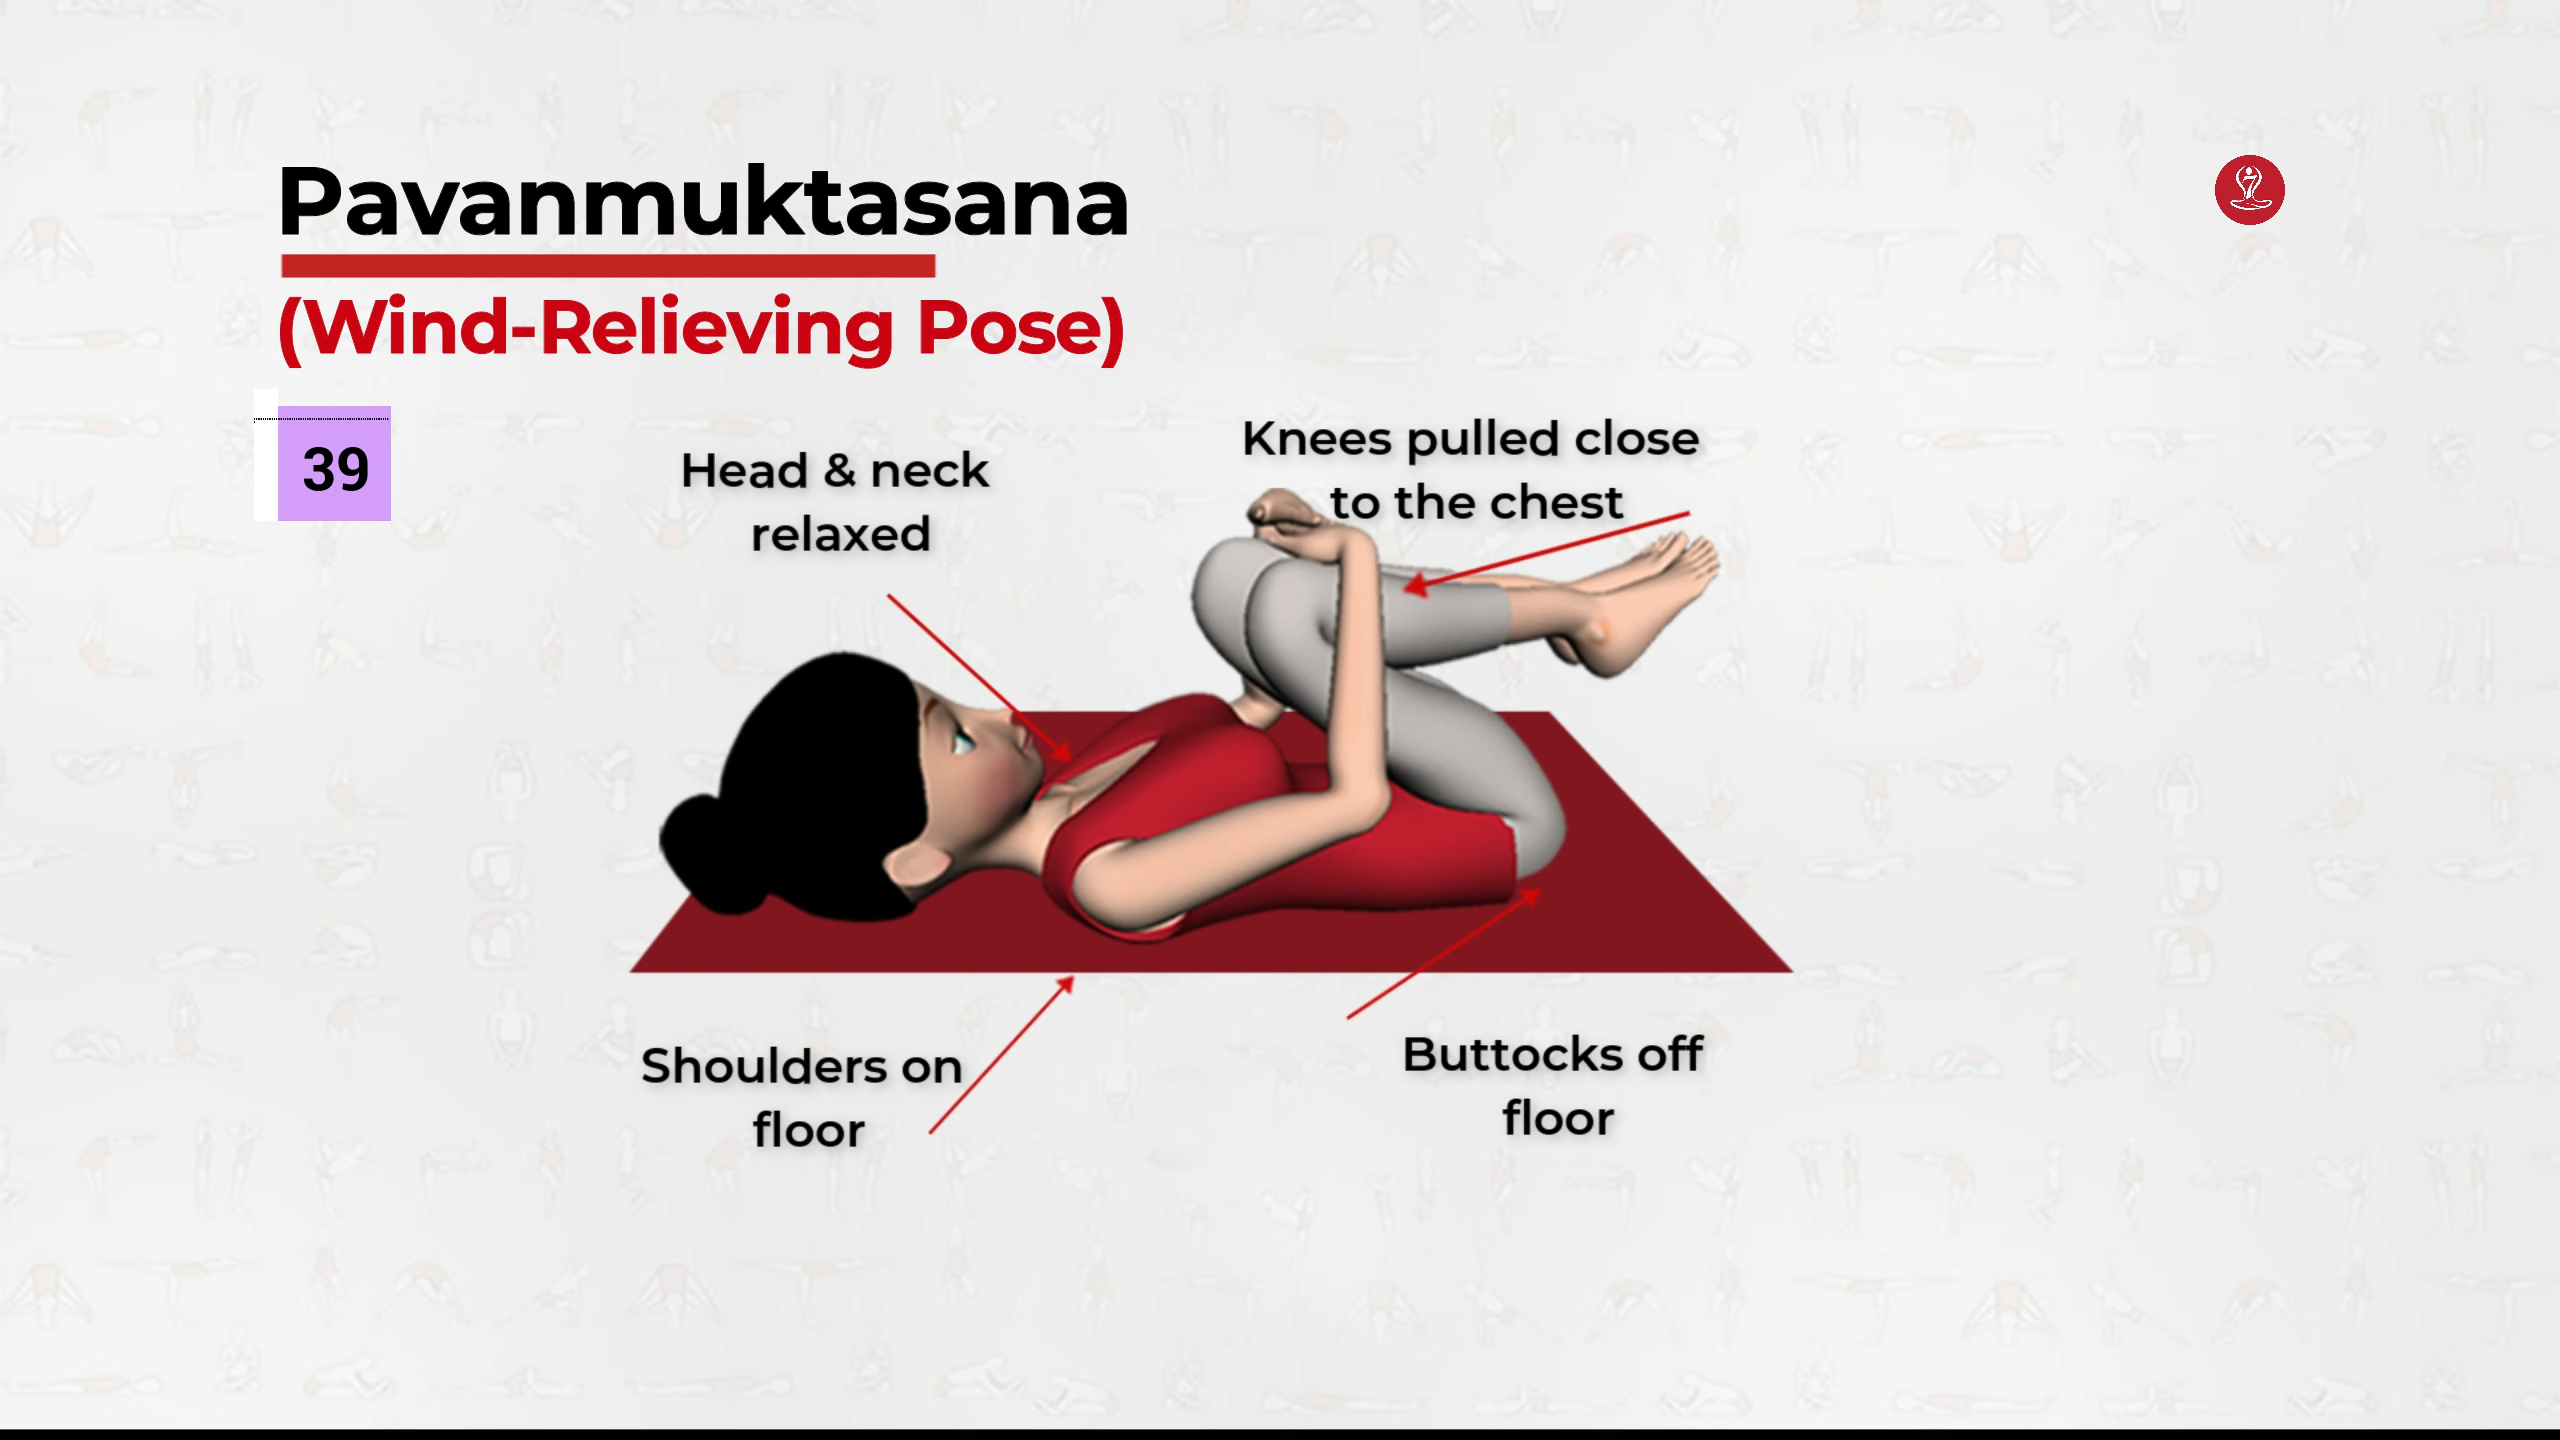 Pavanmuktasana
(Wind-Relieving Pose)
39
Head & neck
relaxed
Knees pulled close
to the chest
Shoulders on
floor
Buttocks off
floor